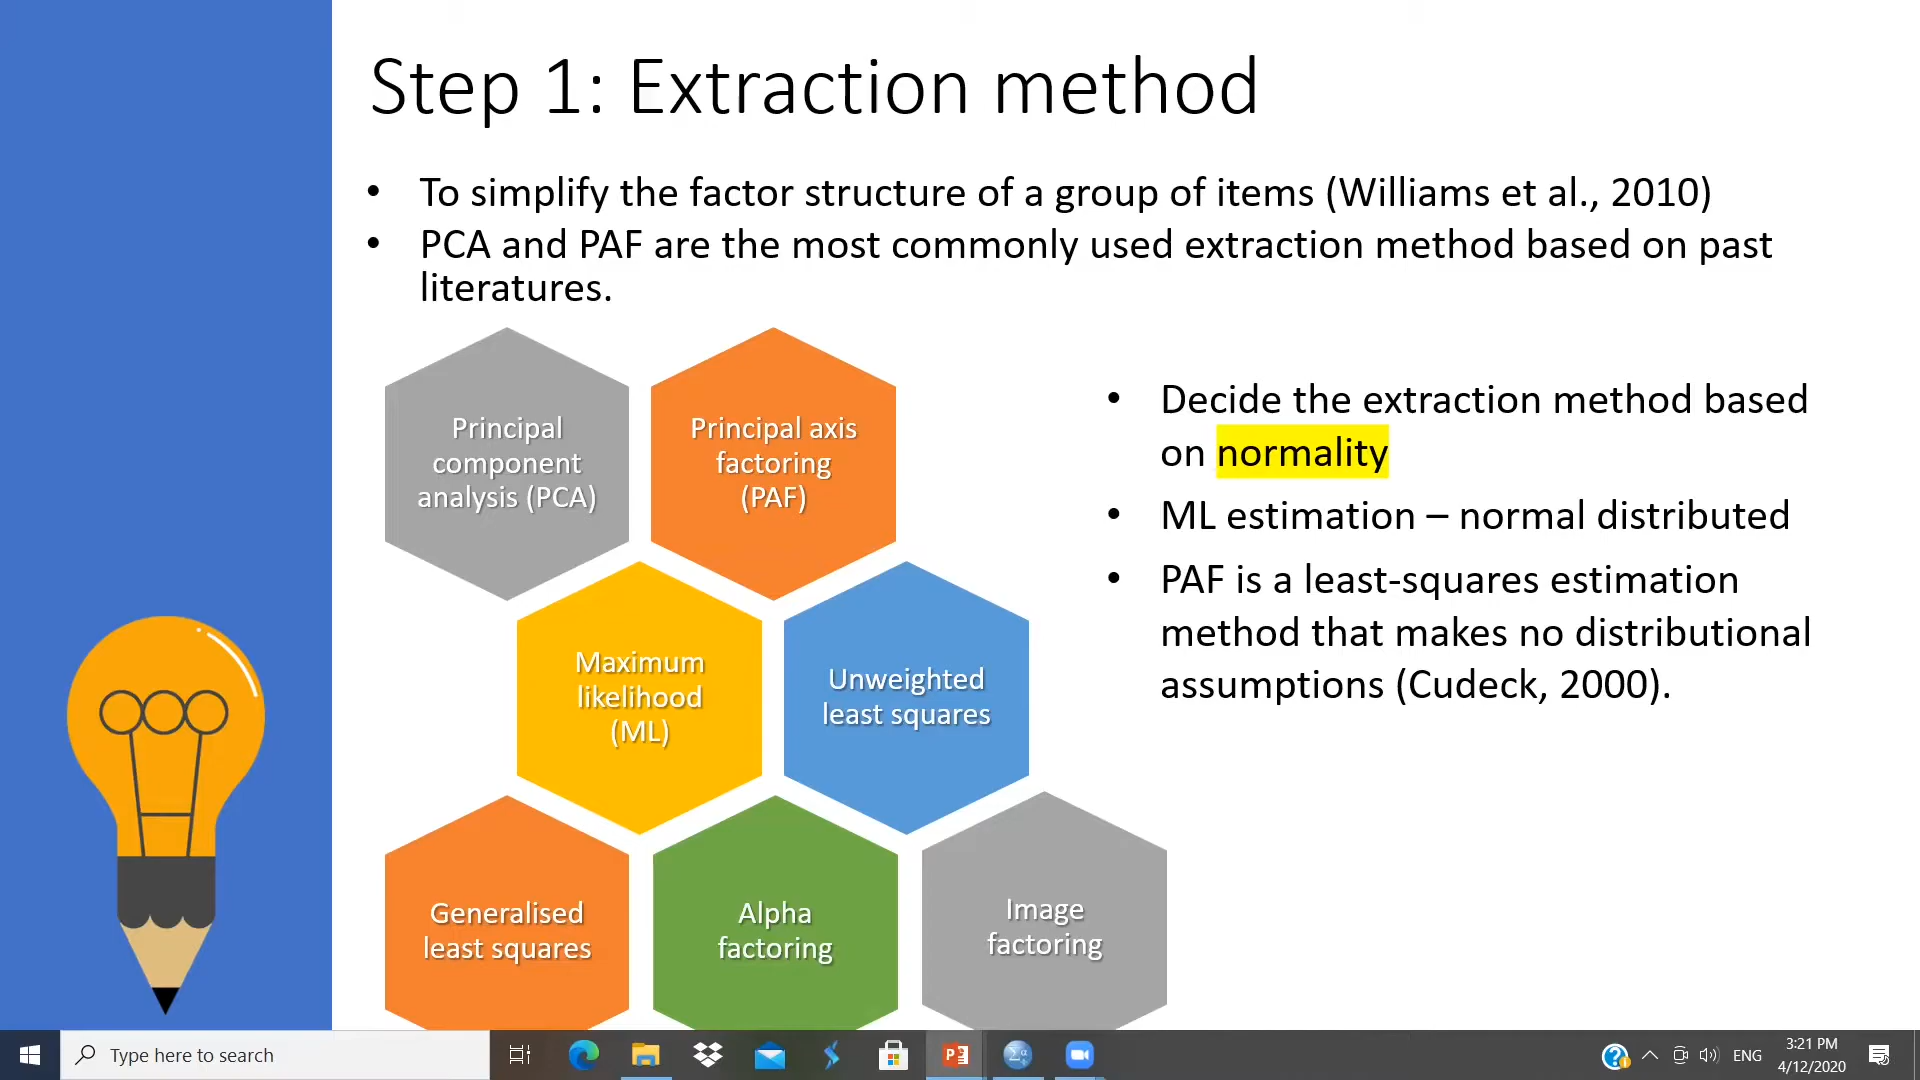 Step 1: Extraction method
• To simplify the factor structure of a group of items (Williams et al., 2010)
• PCA and PAF are the most commonly used extraction method based on past
literatures.
Principal
component
analysis (PCA)
Principal axis
factoring
(PAF)
Maximum
likelihood
(ML)
Unweighted
least squares
Generalised
least squares
Alpha
factoring
Image
factoring
• Decide the extraction method based
on normality
• ML estimation – normal distributed
• PAF is a least-squares estimation
method that makes no distributional
assumptions (Cudeck, 2000).
Type here to search
ENG
3:21 PM
4/12/2020